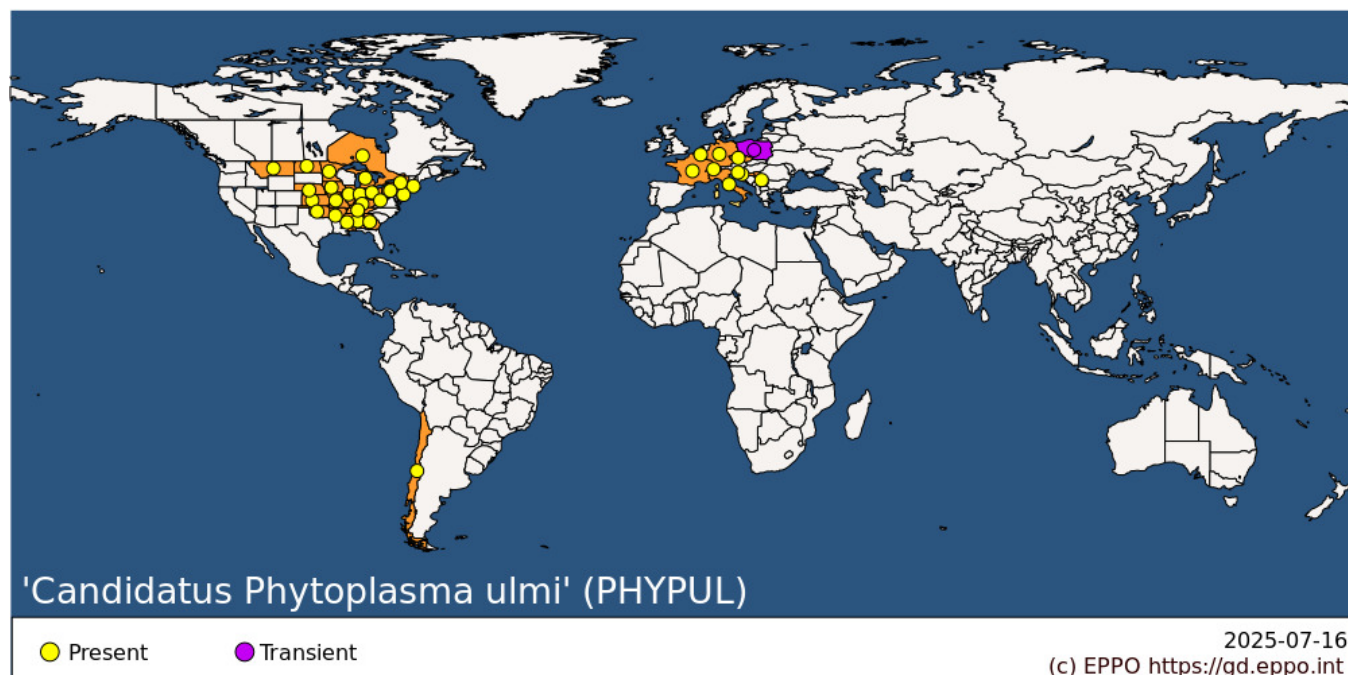 'Candidatus Phytoplasma ulmi' (PHYPUL)
Present
Transient
2025-07-16
(c) EPPO https://gd.eppo.int